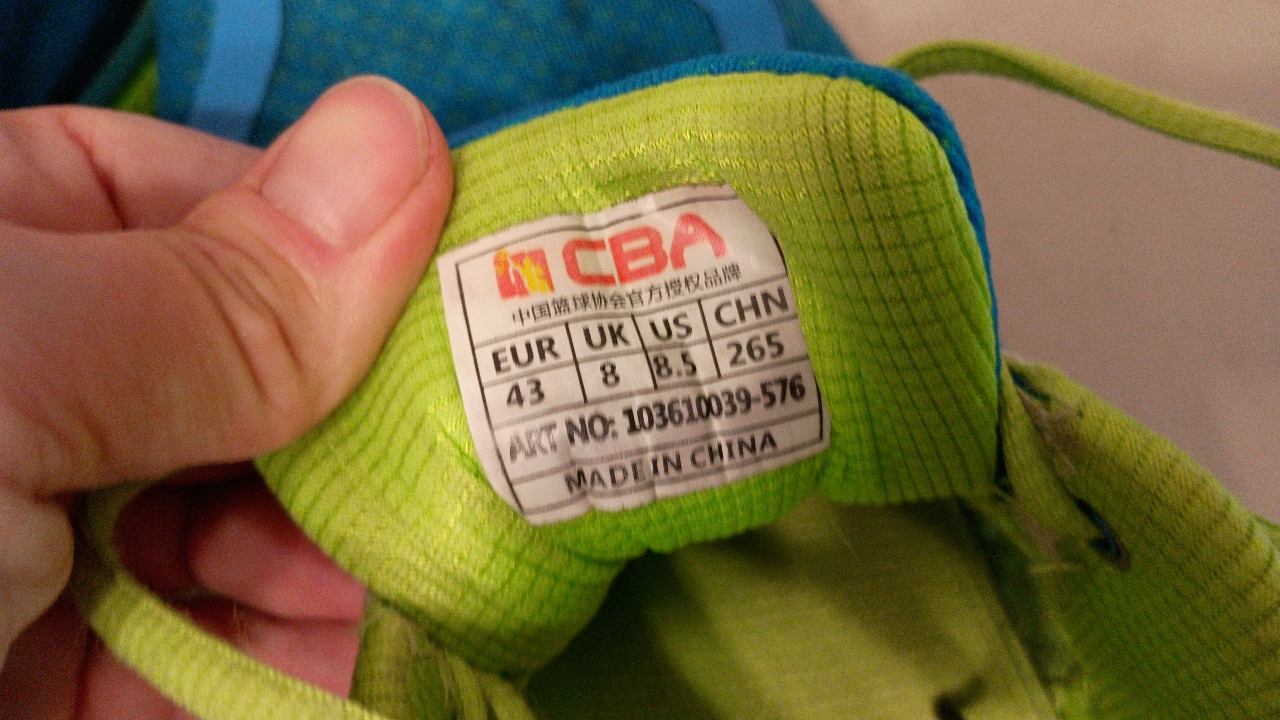 CBA
中国篮球协会官方授权品牌
EUR UK US CHN
43 8 8.5 265
ART NO: 103610039-576
MADE IN CHINA